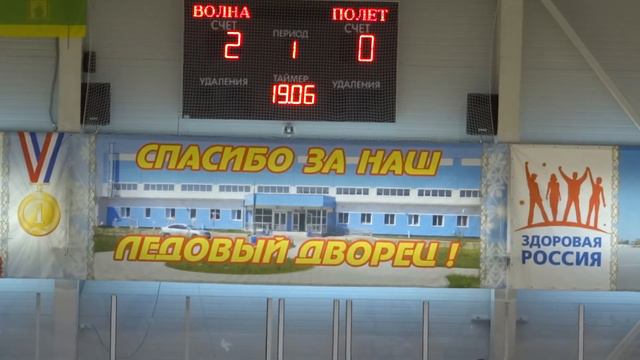 ВОЛНА ПОЛЕТ
СЧЕТ ПЕРИОД СЧЕТ
2 1 0
УДАЛЕНИЯ ТАЙМЕР УДАЛЕНИЯ
19:06
СПАСИБО ЗА НАШ
ЛЕДОВЫЙ ДВОРЕЦ !
1
ЗДОРОВАЯ
РОССИЯ